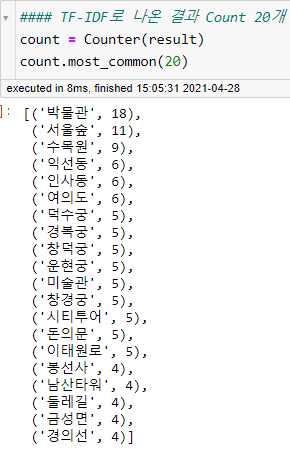 #### TF-IDF로 나온 결과 Count 20개
count = Counter(result)
count.most_common(20)
executed in 8ms, finished 15:05:31 2021-04-28
]: [('박물관', 18),
('서울숲', 11),
('수목원', 9),
('익선동', 6),
('인사동', 6),
('여의도', 6),
('덕수궁', 5),
('경복궁', 5),
('창덕궁', 5),
('운현궁', 5),
('미술관', 5),
('창경궁', 5),
('시티투어', 5),
('돈의문', 5),
('이태원로', 5),
('봉선사', 4),
('남산타워', 4),
('둘레길', 4),
('금성면', 4),
('경의선', 4)]